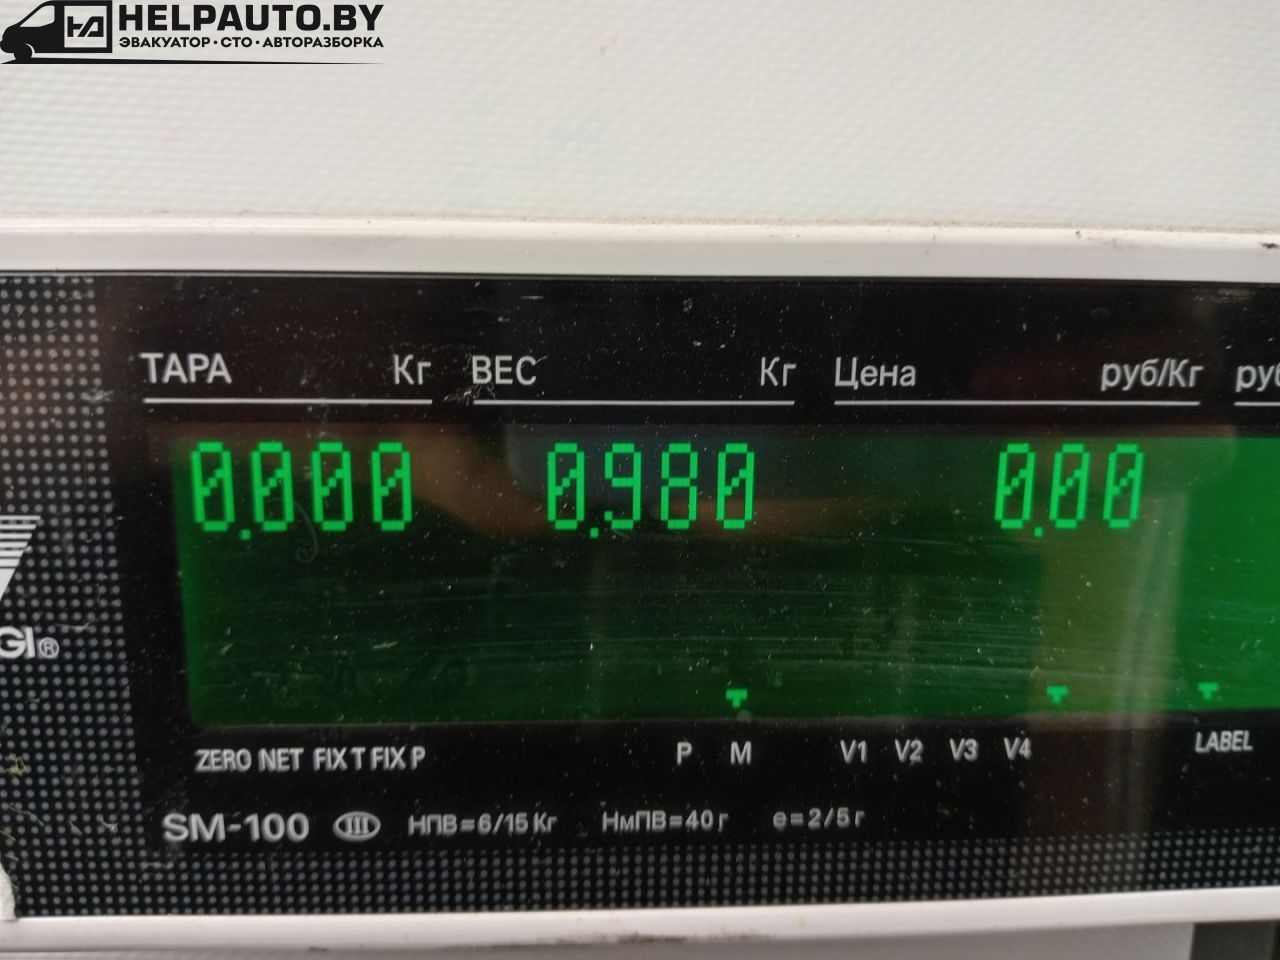 HELPAUTO.BY
ЭВАКУАТОР·СТО·АВТОРАЗБОРКА
ТАРА Кг ВЕС Кг Цена руб/Кг руб
0.000 0.980 0.00
GI®
ZERO NET FIX T FIX P P M V1 V2 V3 V4 LABEL
SM-100 III НПВ=6/15 Кг НмПВ=40 г е=2/5 г